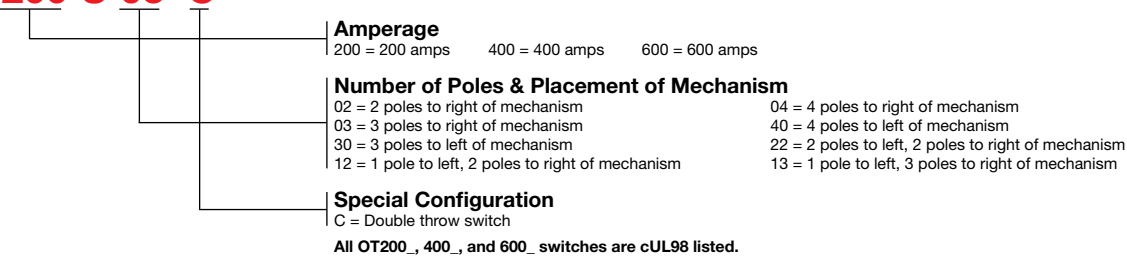 Amperage
200 = 200 amps 400 = 400 amps 600 = 600 amps
Number of Poles & Placement of Mechanism
02 = 2 poles to right of mechanism
03 = 3 poles to right of mechanism
30 = 3 poles to left of mechanism
12 = 1 pole to left, 2 poles to right of mechanism
04 = 4 poles to right of mechanism
40 = 4 poles to left of mechanism
22 = 2 poles to left, 2 poles to right of mechanism
13 = 1 pole to left, 3 poles to right of mechanism
Special Configuration
C = Double throw switch
All OT200_, 400_, and 600_ switches are cUL98 listed.